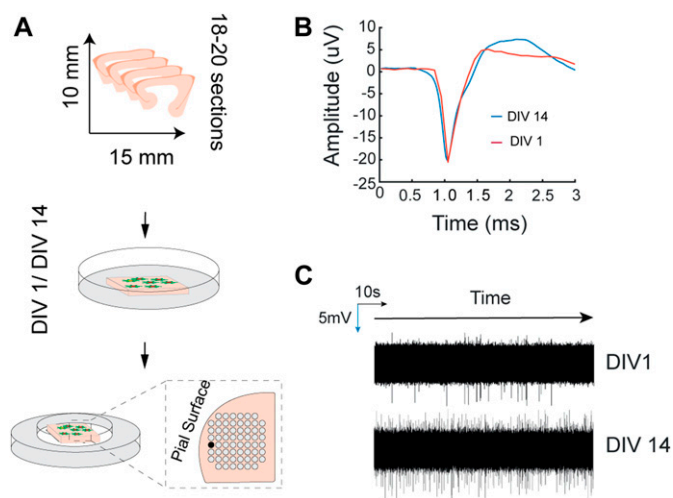 A
18-20 sections
10 mm
15 mm
DIV 1/ DIV 14
Pial Surface
B
Amplitude (uV)
10
5
0
-5
-10
-15
-20
-25
DIV 14
DIV 1
0
0.5
1.0
1.5
2.0
2.5
3
Time (ms)
C
10s
Time
5mV
DIV1
DIV 14